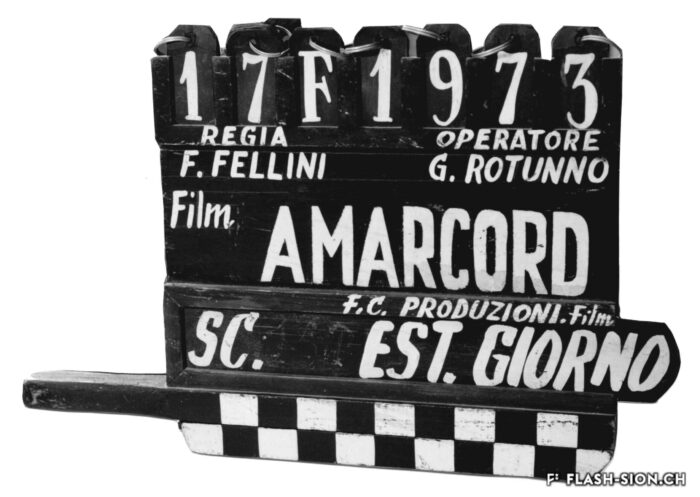 17F1973
REGIA OPERATORE
F. FELLINI G. ROTUNNO
Film AMARCORD
F.C. PRODUZIONI. Film
SC. EST. GIORNO
FLASH-SION.CH